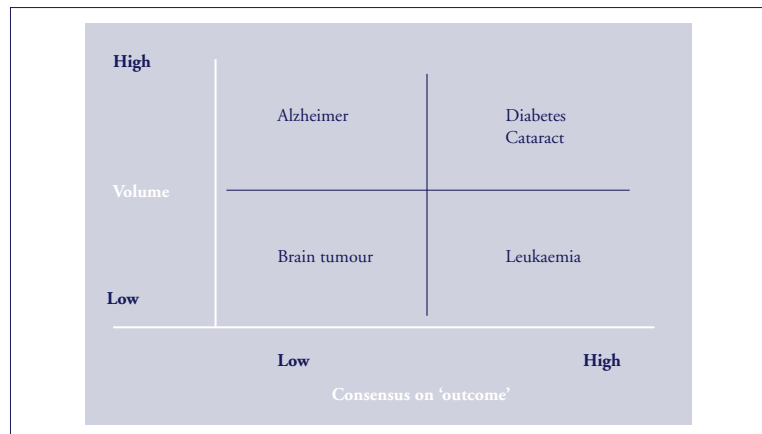 High
Alzheimer
Diabetes
Cataract
Volume
Brain tumour
Leukaemia
Low
Low
High
Consensus on ‘outcome’